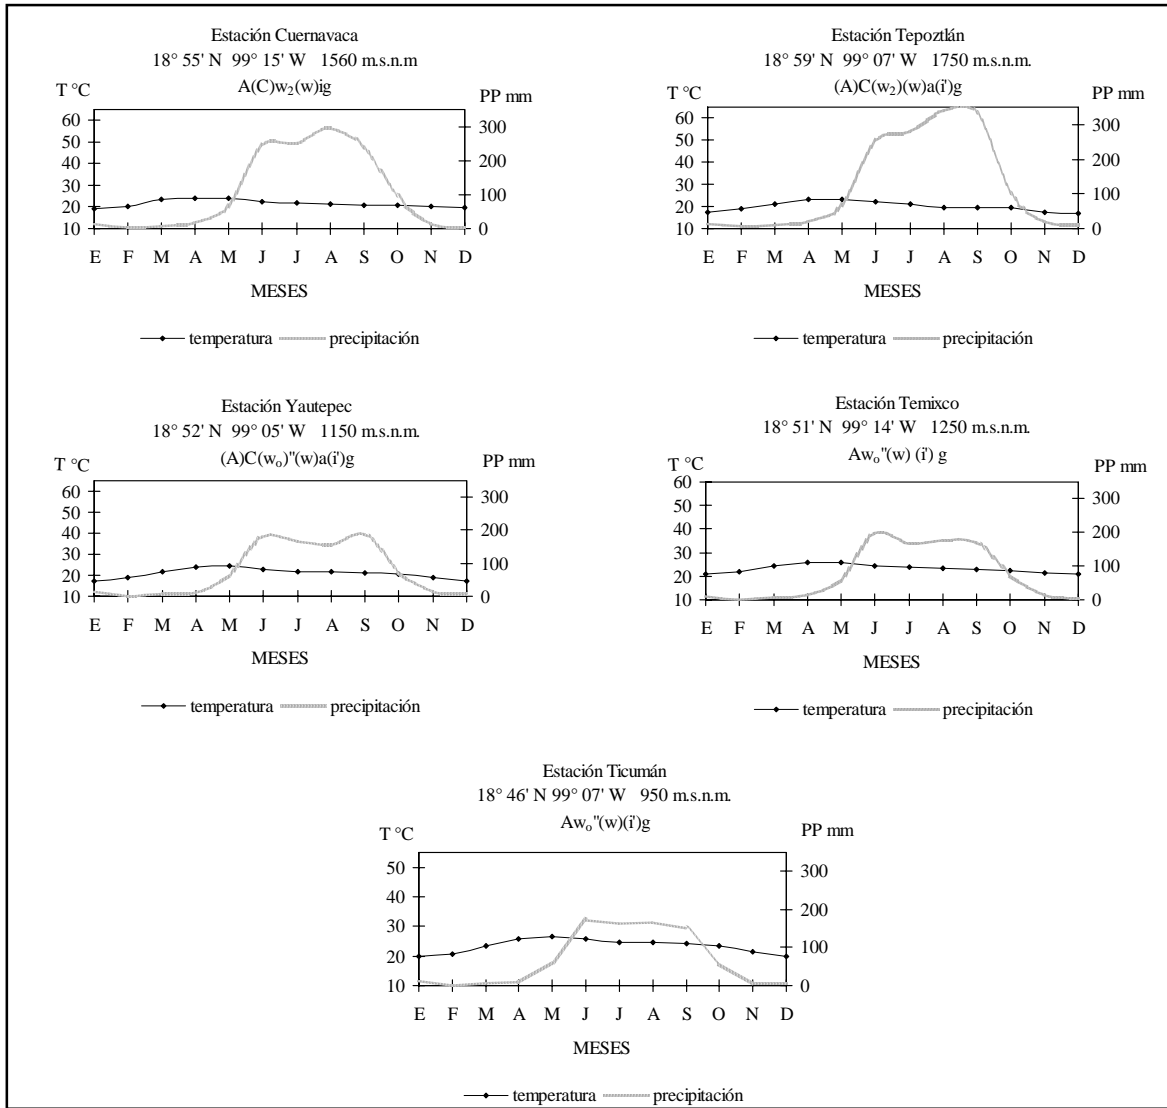 Estación Cuernavaca
18° 55' N 99° 15' W 1560 m.s.n.m
A(C)w₂(w)ig
T °C
PP mm
60
50
40
30
20
10
300
200
100
0
E F M A M J J A S O N D
MESES
temperatura precipitación
Estación Tepoztlán
18° 59' N 99° 07' W 1750 m.s.n.m.
(A)C(w₂)(w)a(i')g
T °C
PP mm
60
50
40
30
20
10
300
200
100
0
E F M A M J J A S O N D
MESES
temperatura precipitación
Estación Yautepec
18° 52' N 99° 05' W 1150 m.s.n.m.
(A)C(wₒ)"(w)a(i')g
T °C
PP mm
60
50
40
30
20
10
300
200
100
0
E F M A M J J A S O N D
MESES
temperatura precipitación
Estación Temixco
18° 51' N 99° 14' W 1250 m.s.n.m.
Awₒ"(w) (i') g
T °C
PP mm
60
50
40
30
20
10
300
200
100
0
E F M A M J J A S O N D
MESES
temperatura precipitación
Estación Ticumán
18° 46' N 99° 07' W 950 m.s.n.m.
Awₒ"(w)(i')g
T °C
PP mm
50
40
30
20
10
300
200
100
0
E F M A M J J A S O N D
MESES
temperatura precipitación